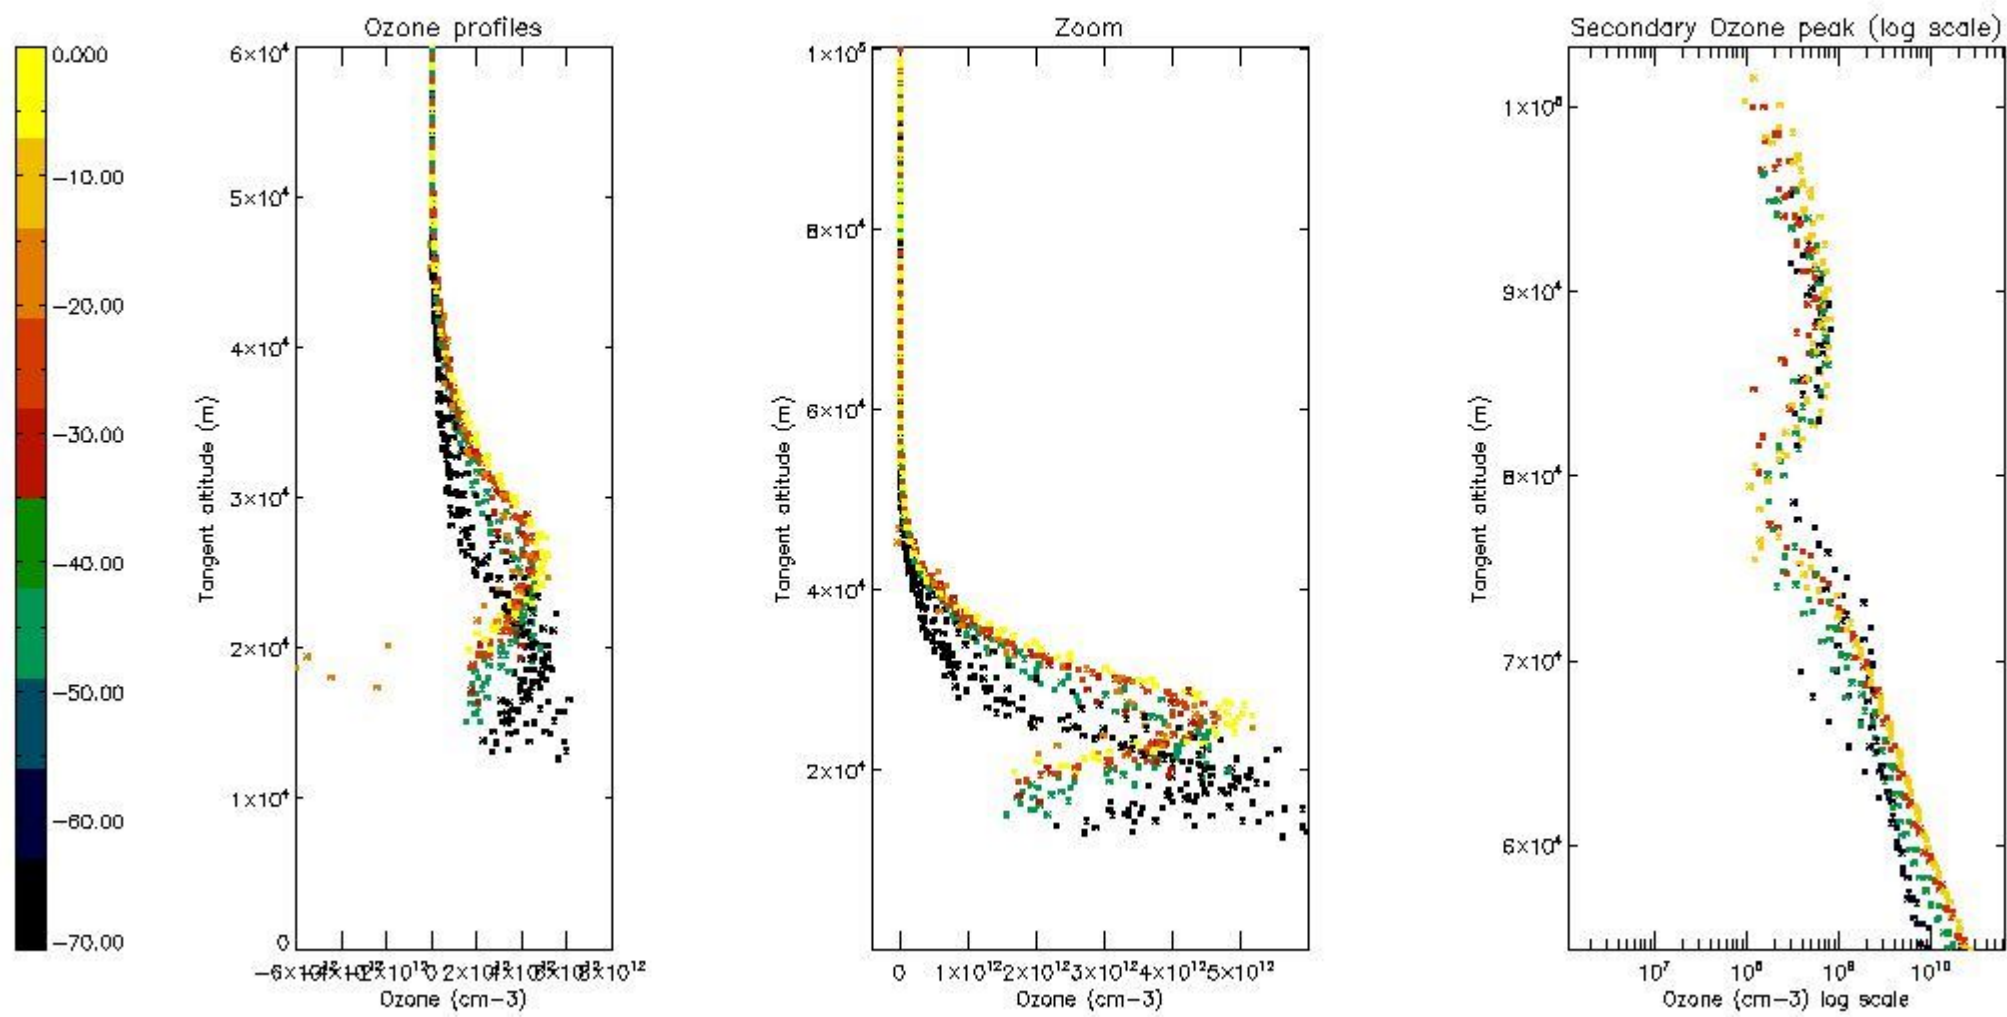 Ozone profiles
Zoom
Secondary Ozone peak (log scale)
0.000
−10.00
−20.00
−30.00
−40.00
−50.00
−60.00
−70.00
Tangent altitude (m)
6×10⁴
5×10⁴
4×10⁴
3×10⁴
2×10⁴
1×10⁴
0
0
8×10¹²
Ozone (cm−3)
Tangent altitude (m)
1×10⁵
8×10⁴
6×10⁴
4×10⁴
2×10⁴
0 1×10¹² 2×10¹² 3×10¹² 4×10¹² 5×10¹²
Ozone (cm−3)
Tangent altitude (m)
9×10⁴
8×10⁴
7×10⁴
6×10⁴
10⁷ 10⁸ 10⁹ 10¹⁰
Ozone (cm−3) log scale